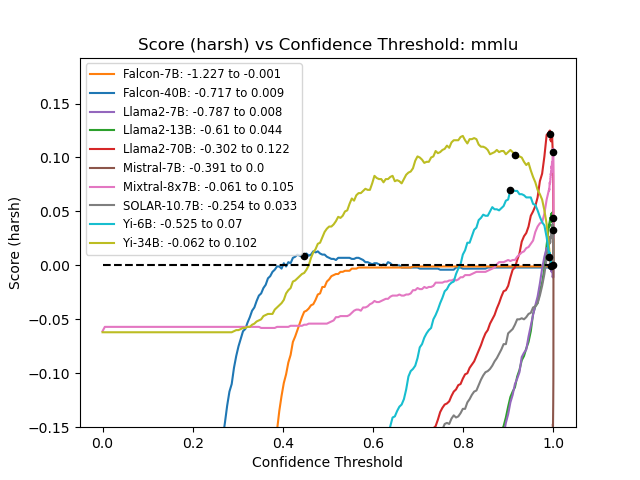 Score (harsh) vs Confidence Threshold: mmlu
Falcon-7B: -1.227 to -0.001
Falcon-40B: -0.717 to 0.009
Llama2-7B: -0.787 to 0.008
Llama2-13B: -0.61 to 0.044
Llama2-70B: -0.302 to 0.122
Mistral-7B: -0.391 to 0.0
Mixtral-8x7B: -0.061 to 0.105
SOLAR-10.7B: -0.254 to 0.033
Yi-6B: -0.525 to 0.07
Yi-34B: -0.062 to 0.102
Score (harsh)
0.15
0.10
0.05
0.00
−0.05
−0.10
−0.15
0.0 0.2 0.4 0.6 0.8 1.0
Confidence Threshold